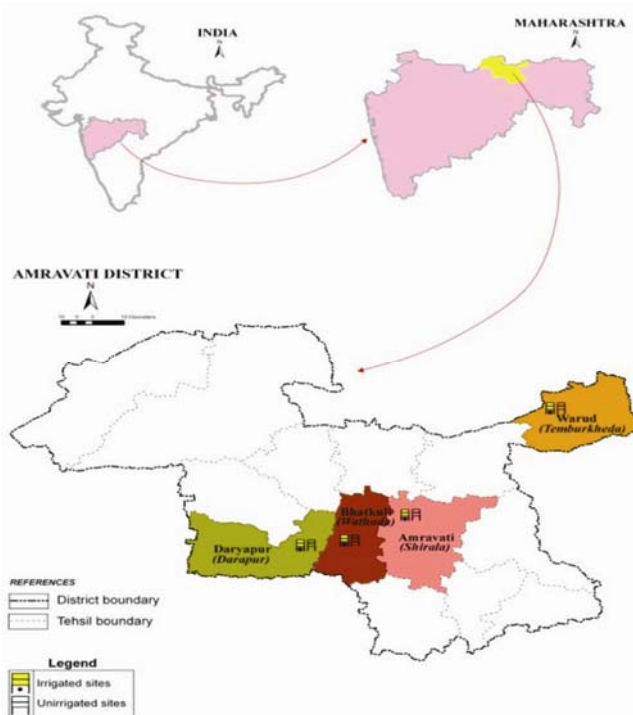 INDIA
N
MAHARASHTRA
N
AMRAVATI DISTRICT
N
Warud
(Temburkheda)
Bhatkuli
(Wathoda)
Daryapur
(Darapur)
Amravati
(Shirala)
REFERENCES
District boundary
Tehsil boundary
Legend
Irrigated sites
Unirrigated sites